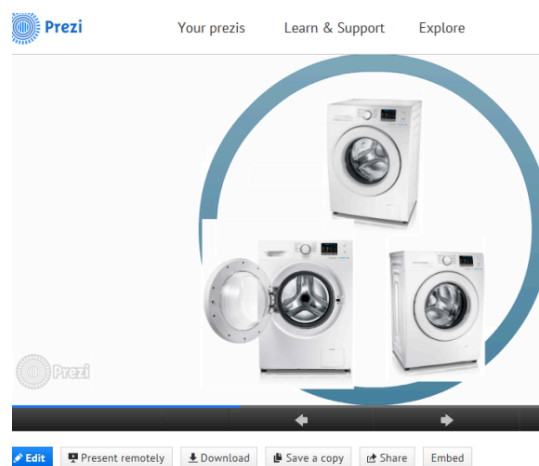 Prezi Your prezis Learn & Support Explore
Prezi
Edit Present remotely Download Save a copy Share Embed